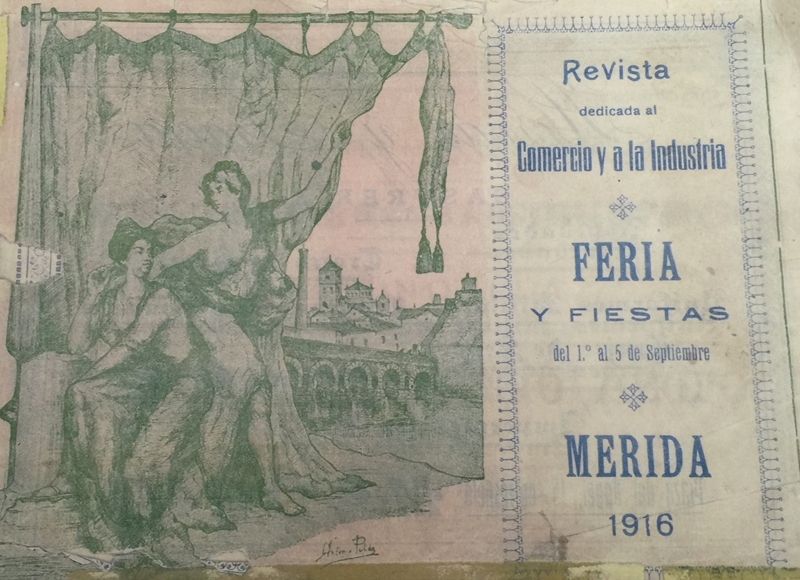 Revista
dedicada al
Comercio y a la Industria
FERIA
Y FIESTAS
del 1.º al 5 de Septiembre
MERIDA
1916